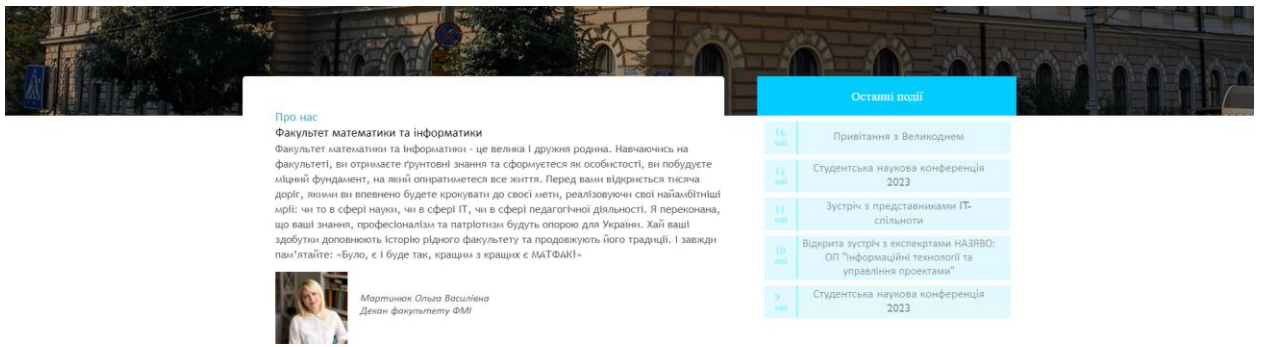 Про нас
Факультет математики та інформатики
Факультет математики та інформатики - це велика і дружня родина. Навчаючись на
факультеті, ви отримаєте ґрунтовні знання та сформуєтеся як особистості, ви побудуєте
міцний фундамент, на який опиратиметеся все життя. Перед вами відкриється тисяча
доріг, якими ви впевнено будете крокувати до своєї мети, реалізовуючи свої найамбітніші
мрії: чи то в сфері науки, чи в сфері ІТ, чи в сфері педагогічної діяльності. Я переконана,
що ваші знання, професіоналізм та патріотизм будуть опорою для України. Хай ваші
здобутки доповнюють історію рідного факультету та продовжують його традиції. І завжди
пам'ятайте: «Було, є і буде так, кращим з кращих є МАТФАК!»
Мартинюк Ольга Василівна
Декан факультету ФМІ
Останні події
16
кві
Привітання з Великоднем
12
кві
Студентська наукова конференція
2023
11
кві
Зустріч з представниками ІТ-
спільноти
10
кві
Відкрита зустріч з експекртами НАЗЯВО:
ОП "Інформаційні технології та
управління проектами"
9
кві
Студентська наукова конференція
2023